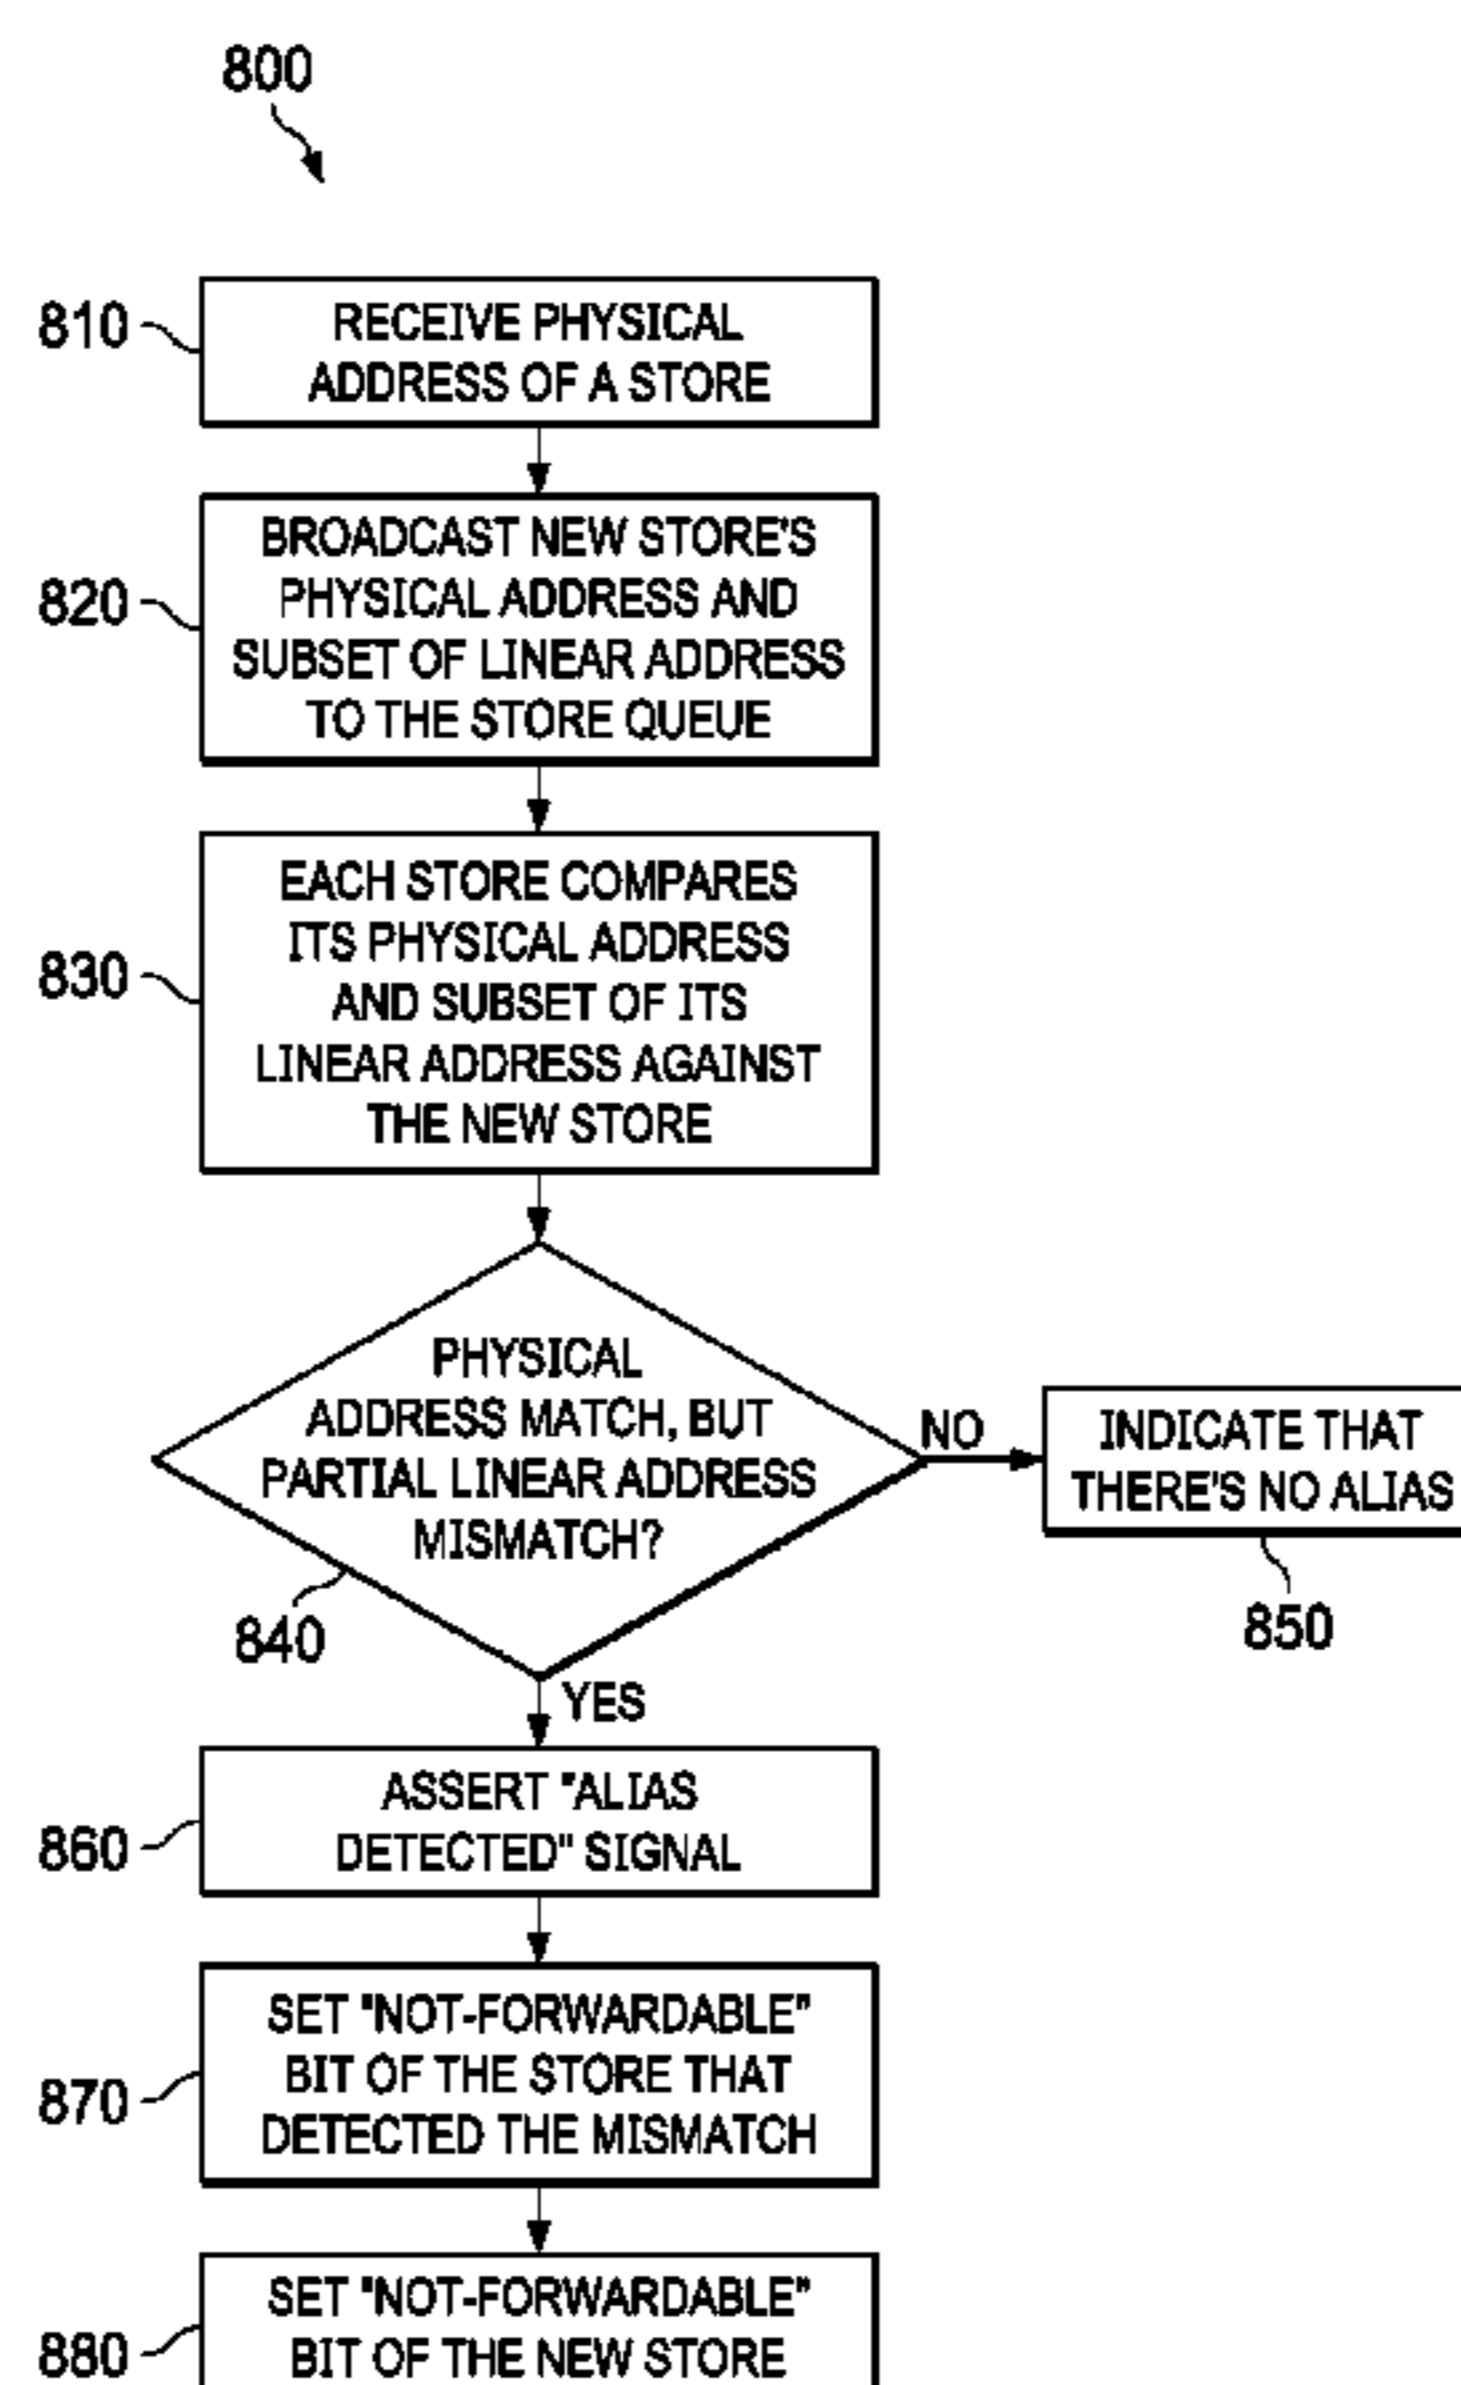 800
810
RECEIVE PHYSICAL
ADDRESS OF A STORE
820
BROADCAST NEW STORE'S
PHYSICAL ADDRESS AND
SUBSET OF LINEAR ADDRESS
TO THE STORE QUEUE
830
EACH STORE COMPARES
ITS PHYSICAL ADDRESS
AND SUBSET OF ITS
LINEAR ADDRESS AGAINST
THE NEW STORE
PHYSICAL
ADDRESS MATCH, BUT
PARTIAL LINEAR ADDRESS
MISMATCH?
840
NO
INDICATE THAT
THERE'S NO ALIAS
850
YES
860
ASSERT "ALIAS
DETECTED" SIGNAL
870
SET "NOT-FORWARDABLE"
BIT OF THE STORE THAT
DETECTED THE MISMATCH
880
SET "NOT-FORWARDABLE"
BIT OF THE NEW STORE